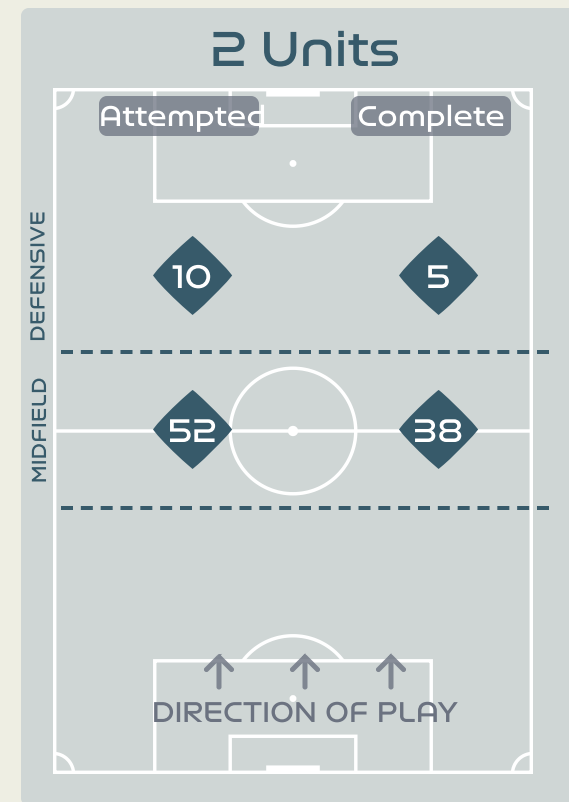 2 Units
Attempted Complete
DEFENSIVE
10 5
MIDFIELD
52 38
DIRECTION OF PLAY